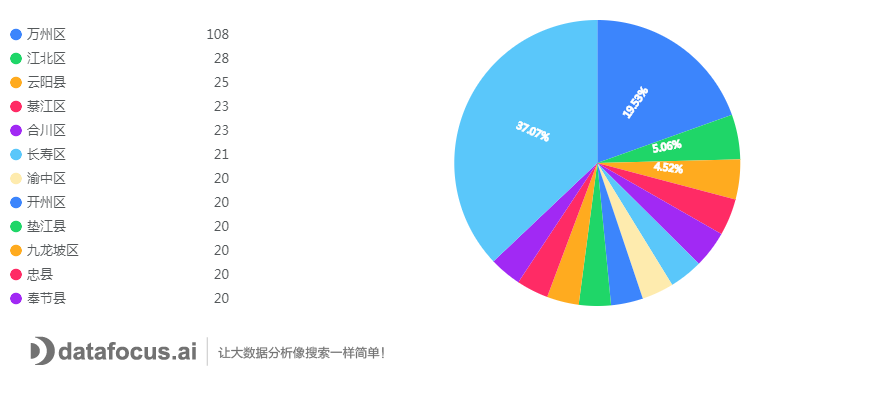 万州区 108
江北区 28
云阳县 25
綦江区 23
合川区 23
长寿区 21
渝中区 20
开州区 20
垫江县 20
九龙坡区 20
忠县 20
奉节县 20
19.53%
5.06%
4.52%
37.07%
datafocus.ai 让大数据分析像搜索一样简单!